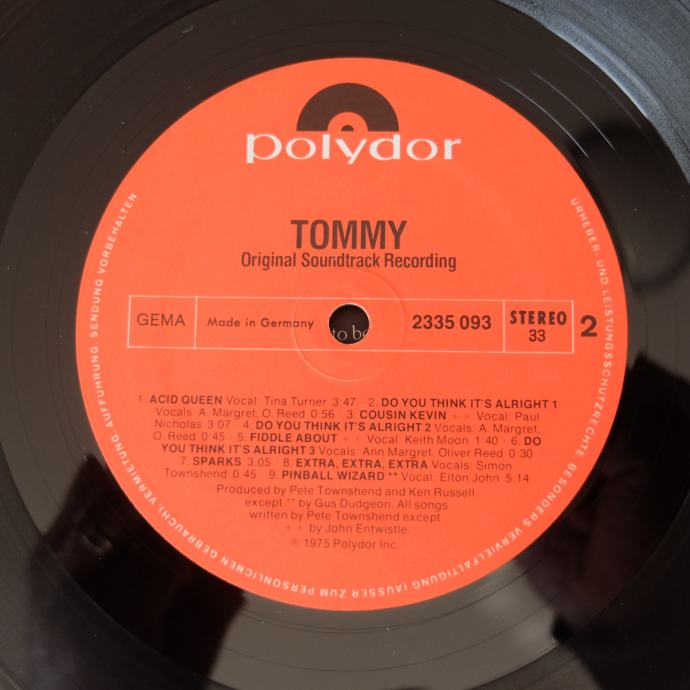 polydor
TOMMY
Original Soundtrack Recording
GEMA
Made in Germany
to be
2335 093
STEREO
33
2
1. ACID QUEEN Vocal: Tina Turner 3:47 · 2. DO YOU THINK IT'S ALRIGHT 1
Vocals: A. Margret, O. Reed 0:56 · 3. COUSIN KEVIN + + Vocal: Paul
Nicholas 3:07 · 4. DO YOU THINK IT'S ALRIGHT 2 Vocals: A. Margret,
O. Reed 0:45 · 5. FIDDLE ABOUT + + Vocal: Keith Moon 1:40 · 6. DO
YOU THINK IT'S ALRIGHT 3 Vocals: Ann Margret, Oliver Reed 0.30
7. SPARKS 3:05 · 8. EXTRA, EXTRA, EXTRA Vocals: Simon
Townshend 0:45 · 9. PINBALL WIZARD ** Vocal: Elton John 5:14
Produced by Pete Townshend and Ken Russell
except ** by Gus Dudgeon. All songs
written by Pete Townshend except
+ + by John Entwistle.
℗ 1975 Polydor Inc.
URHEBER- UND LEISTUNGSSCHUTZRECHTE BESONDERS VERVIELFÄLTIGUNG (AUSSER ZUM PERSÖNLICHEN GEBRAUCH), VERMIETUNG, AUFFÜHRUNG, SENDUNG VORBEHALTEN